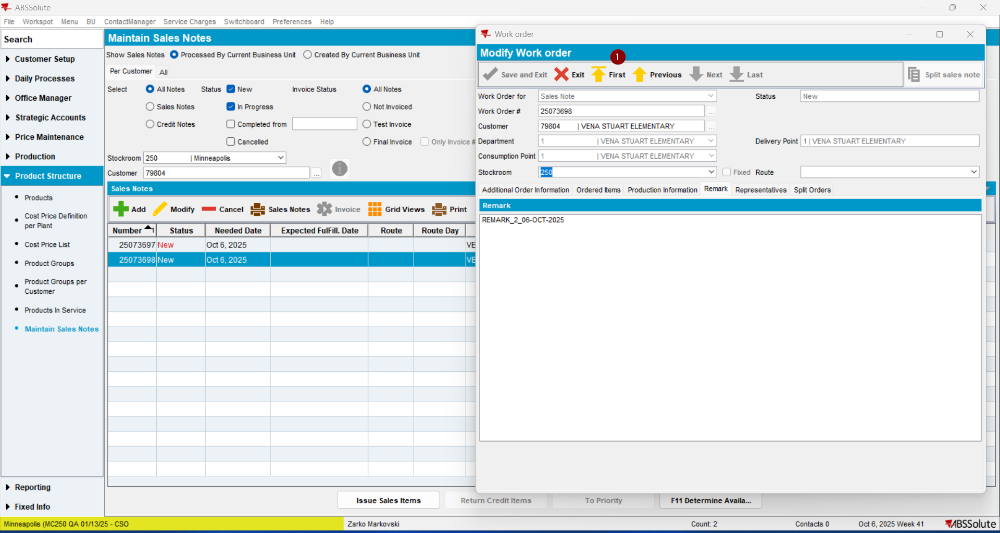 ABSSolute
File Workspot Menu BU ContactManager Service Charges Switchboard Preferences Help
Search
Customer Setup
Daily Processes
Office Manager
Strategic Accounts
Price Maintenance
Production
Product Structure
Products
Cost Price Definition
per Plant
Cost Price List
Product Groups
Product Groups per
Customer
Products In Service
Maintain Sales Notes
Reporting
Fixed Info
Maintain Sales Notes
Show Sales Notes Processed By Current Business Unit Created By Current Business Unit
Per Customer All
Select All Notes Status New Invoice Status All Notes
Sales Notes In Progress Not Invoiced
Credit Notes Completed from Test Invoice
Cancelled Final Invoice Only Invoice #
Stockroom 250 | Minneapolis
Customer 79804 ...
Sales Notes
Add Modify Cancel Sales Notes Invoice Grid Views Print
Number 1 Status Needed Date Expected FulFill. Date Route Route Day
25073697 New Oct 6, 2025 VE
25073698 New Oct 6, 2025 VE
Issue Sales Items Return Credit Items To Priority F11 Determine Availa...
Work order
Modify Work order
1
Save and Exit Exit First Previous Next Last Split sales note
Work Order for Sales Note Status New
Work Order # 25073698 ...
Customer 79804 | VENA STUART ELEMENTARY ...
Department 1 | VENA STUART ELEMENTARY Delivery Point 1 | VENA STUART ELEMENTARY
Consumption Point 1 | VENA STUART ELEMENTARY
Stockroom 250 Fixed Route
Additional Order Information Ordered Items Production Information Remark Representatives Split Orders
Remark
REMARK_2_06-OCT-2025
Minneapolis (MC250 QA 01/13/25 - CSO Zarko Markovski Count: 2 Contacts 0 Oct 6, 2025 Week 41 ABSSolute